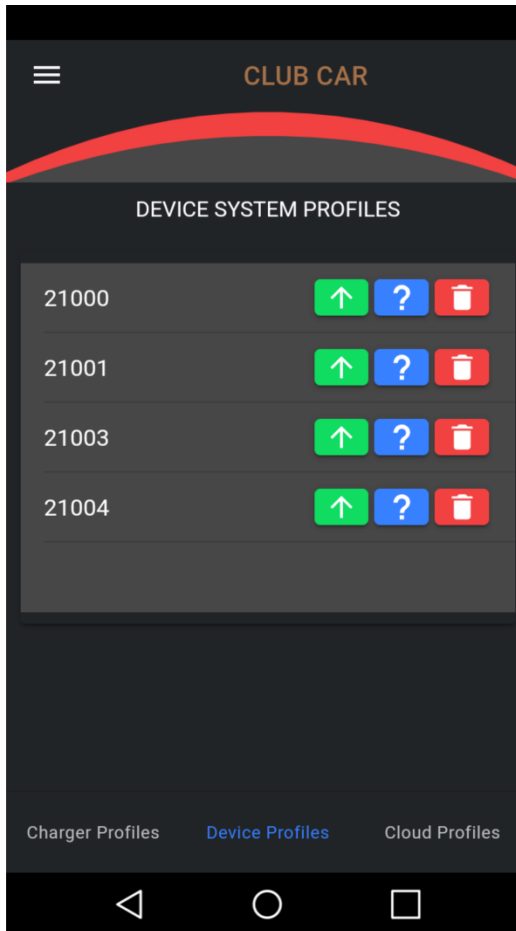 CLUB CAR
DEVICE SYSTEM PROFILES
21000 ?
21001 ?
21003 ?
21004 ?
Charger Profiles Device Profiles Cloud Profiles